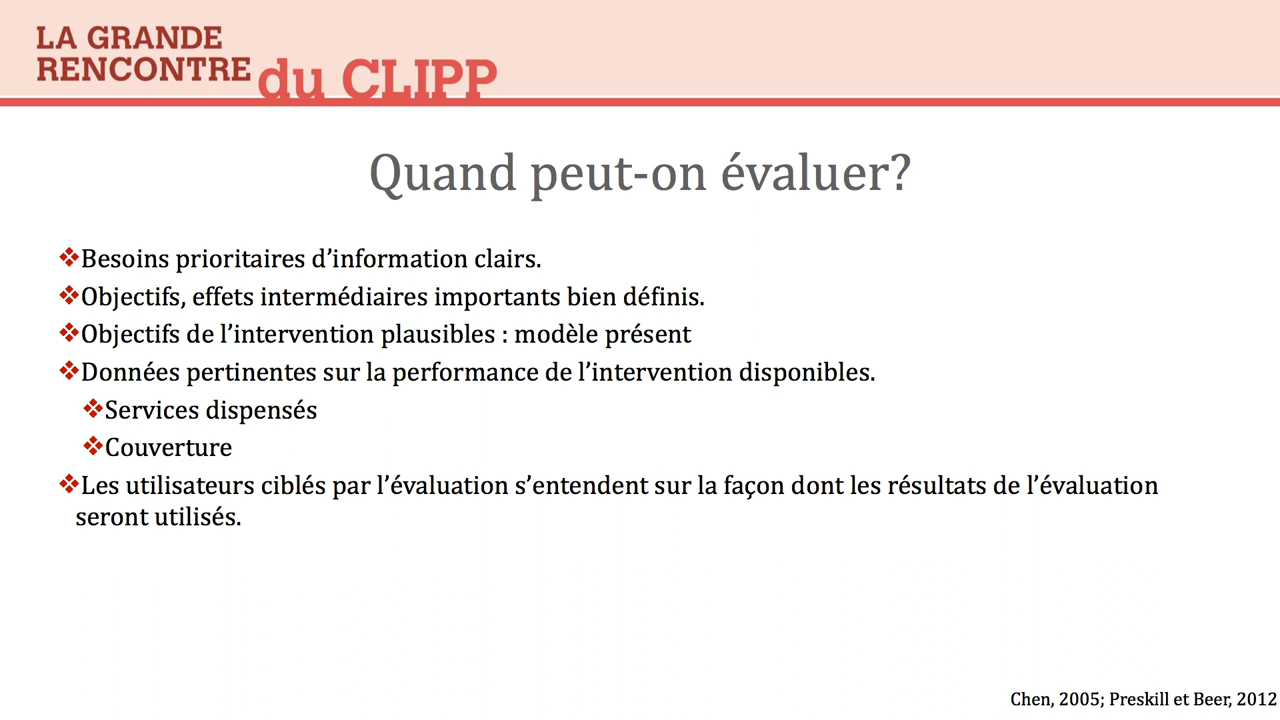 LA GRANDE
RENCONTRE du CLIPP
Quand peut-on évaluer?
❖Besoins prioritaires d’information clairs.
❖Objectifs, effets intermédiaires importants bien définis.
❖Objectifs de l’intervention plausibles : modèle présent
❖Données pertinentes sur la performance de l’intervention disponibles.
❖Services dispensés
❖Couverture
❖Les utilisateurs ciblés par l’évaluation s’entendent sur la façon dont les résultats de l’évaluation
seront utilisés.
Chen, 2005; Preskill et Beer, 2012